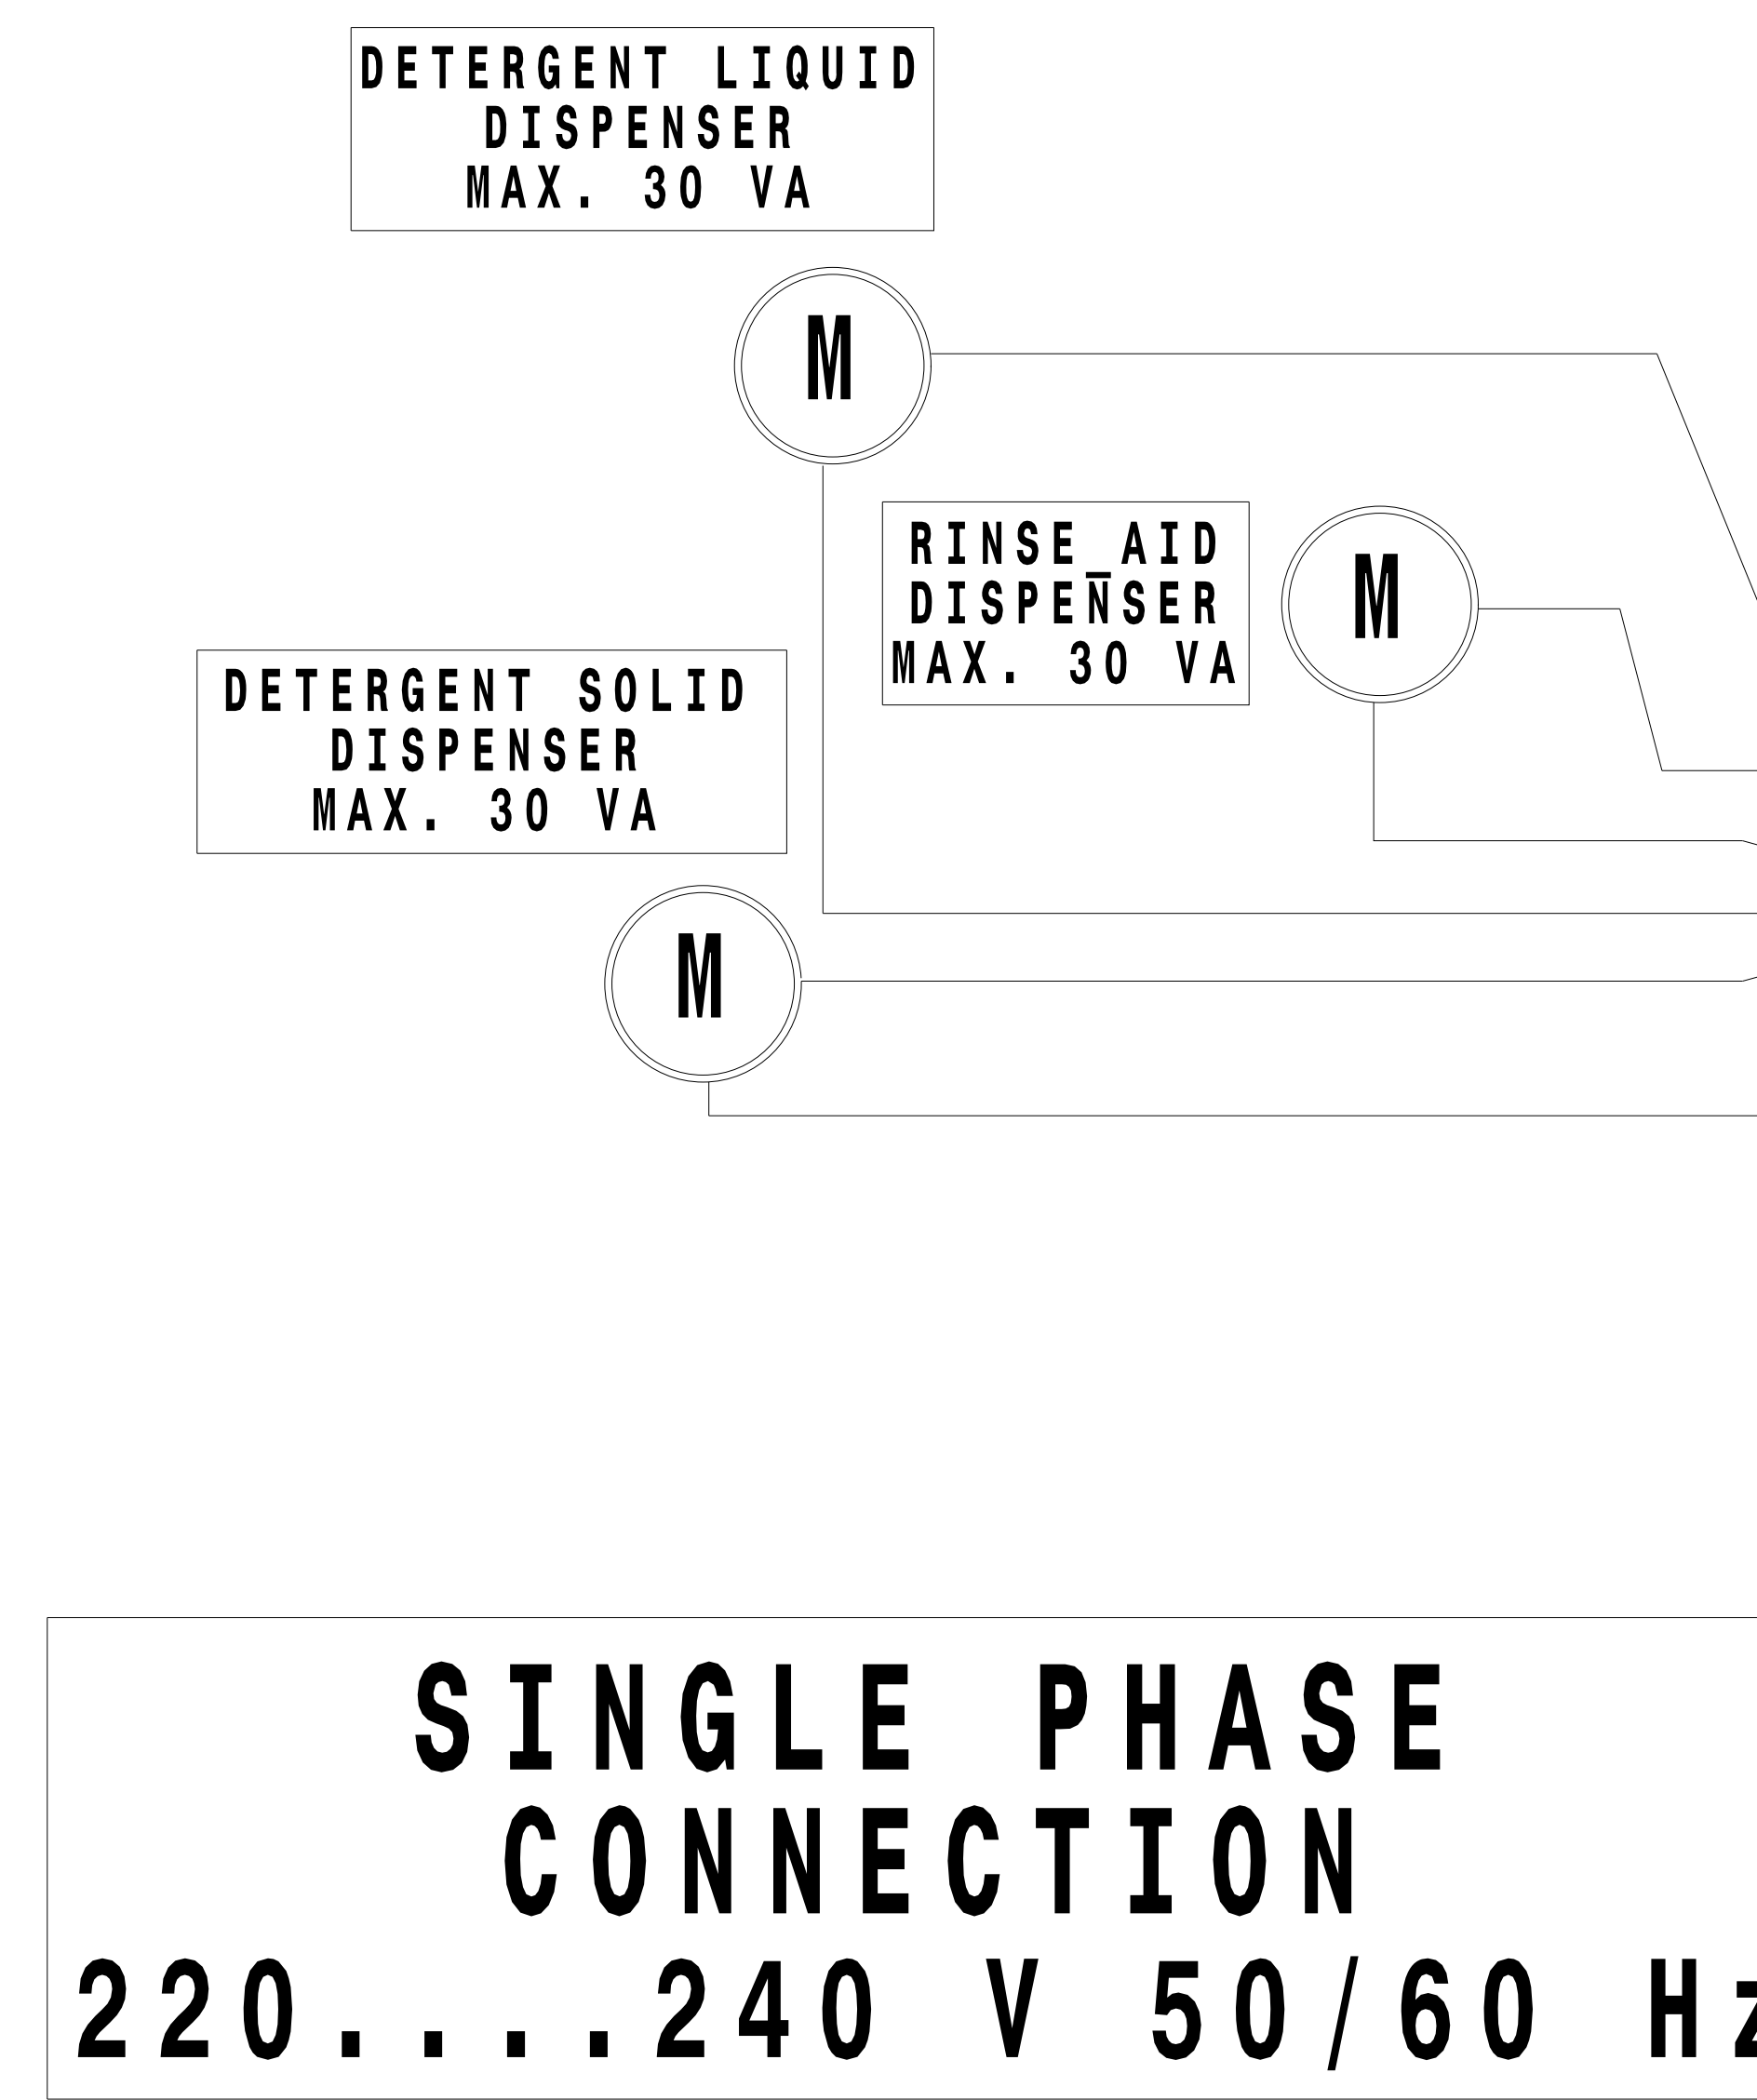 DETERGENT LIQUID
DISPENSER
MAX. 30 VA
M
RINSE_AID
DISPENSER
MAX. 30 VA
M
DETERGENT SOLID
DISPENSER
MAX. 30 VA
M
SINGLE PHASE
CONNECTION
220....240 V 50/60 Hz